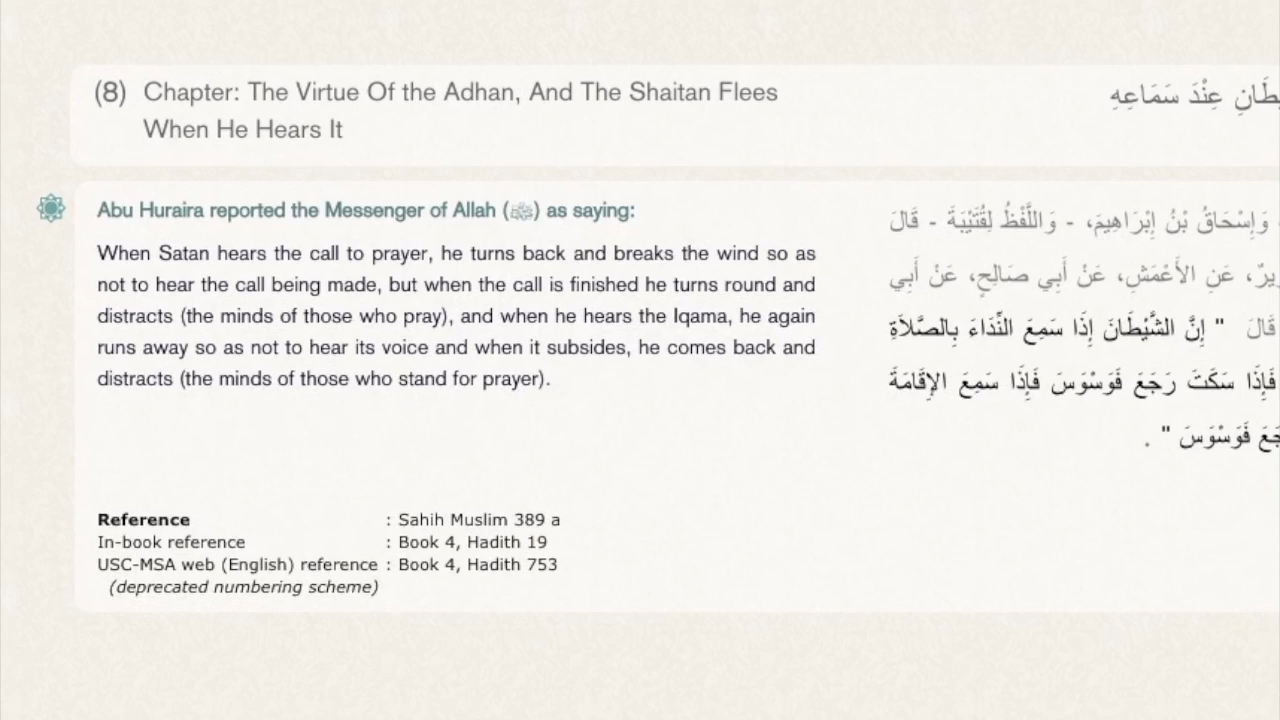 (8) Chapter: The Virtue Of the Adhan, And The Shaitan Flees
When He Hears It
عِنْدَ سَمَاعِهِ
Abu Huraira reported the Messenger of Allah (ﷺ) as saying:
When Satan hears the call to prayer, he turns back and breaks the wind so as
not to hear the call being made, but when the call is finished he turns round and
distracts (the minds of those who pray), and when he hears the Iqama, he again
runs away so as not to hear its voice and when it subsides, he comes back and
distracts (the minds of those who stand for prayer).
وَإِسْحَاقُ بْنُ إِبْرَاهِيمَ، - وَاللَّفْظُ لِقُتَيْبَةَ - قَالَ
عَنِ الأَعْمَشِ، عَنْ أَبِي صَالِحٍ، عَنْ أَبِي
قَالَ " إِنَّ الشَّيْطَانَ إِذَا سَمِعَ النِّدَاءَ بِالصَّلاَةِ
فَإِذَا سَكَتَ رَجَعَ فَوَسْوَسَ فَإِذَا سَمِعَ الإِقَامَةَ
فَوَسْوَسَ " .
Reference : Sahih Muslim 389 a
In-book reference : Book 4, Hadith 19
USC-MSA web (English) reference : Book 4, Hadith 753
(deprecated numbering scheme)